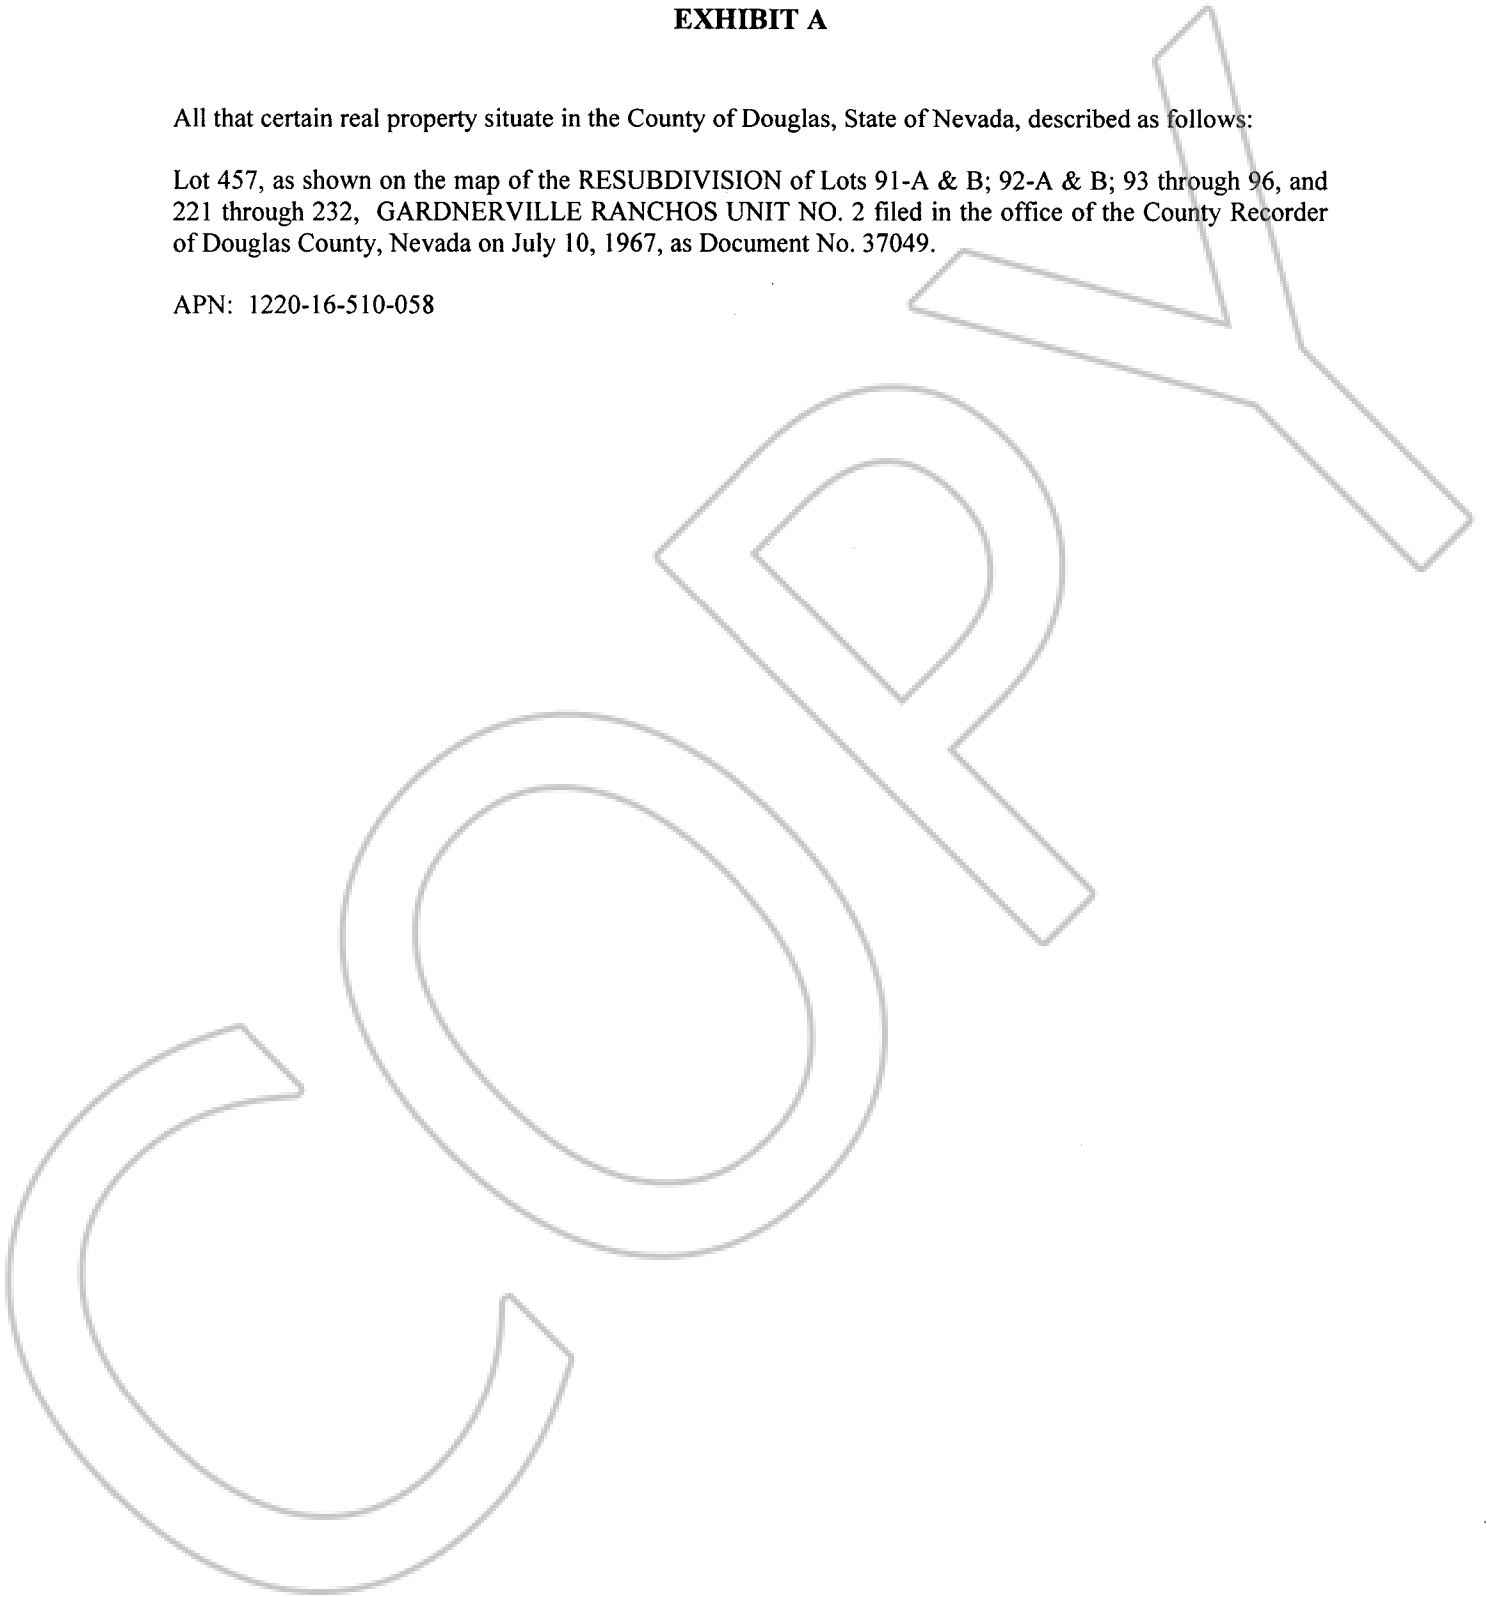 EXHIBIT A
All that certain real property situate in the County of Douglas, State of Nevada, described as follows:
Lot 457, as shown on the map of the RESUBDIVISION of Lots 91-A & B; 92-A & B; 93 through 96, and
221 through 232, GARDNERVILLE RANCHOS UNIT NO. 2 filed in the office of the County Recorder
of Douglas County, Nevada on July 10, 1967, as Document No. 37049.
APN: 1220-16-510-058
COPY